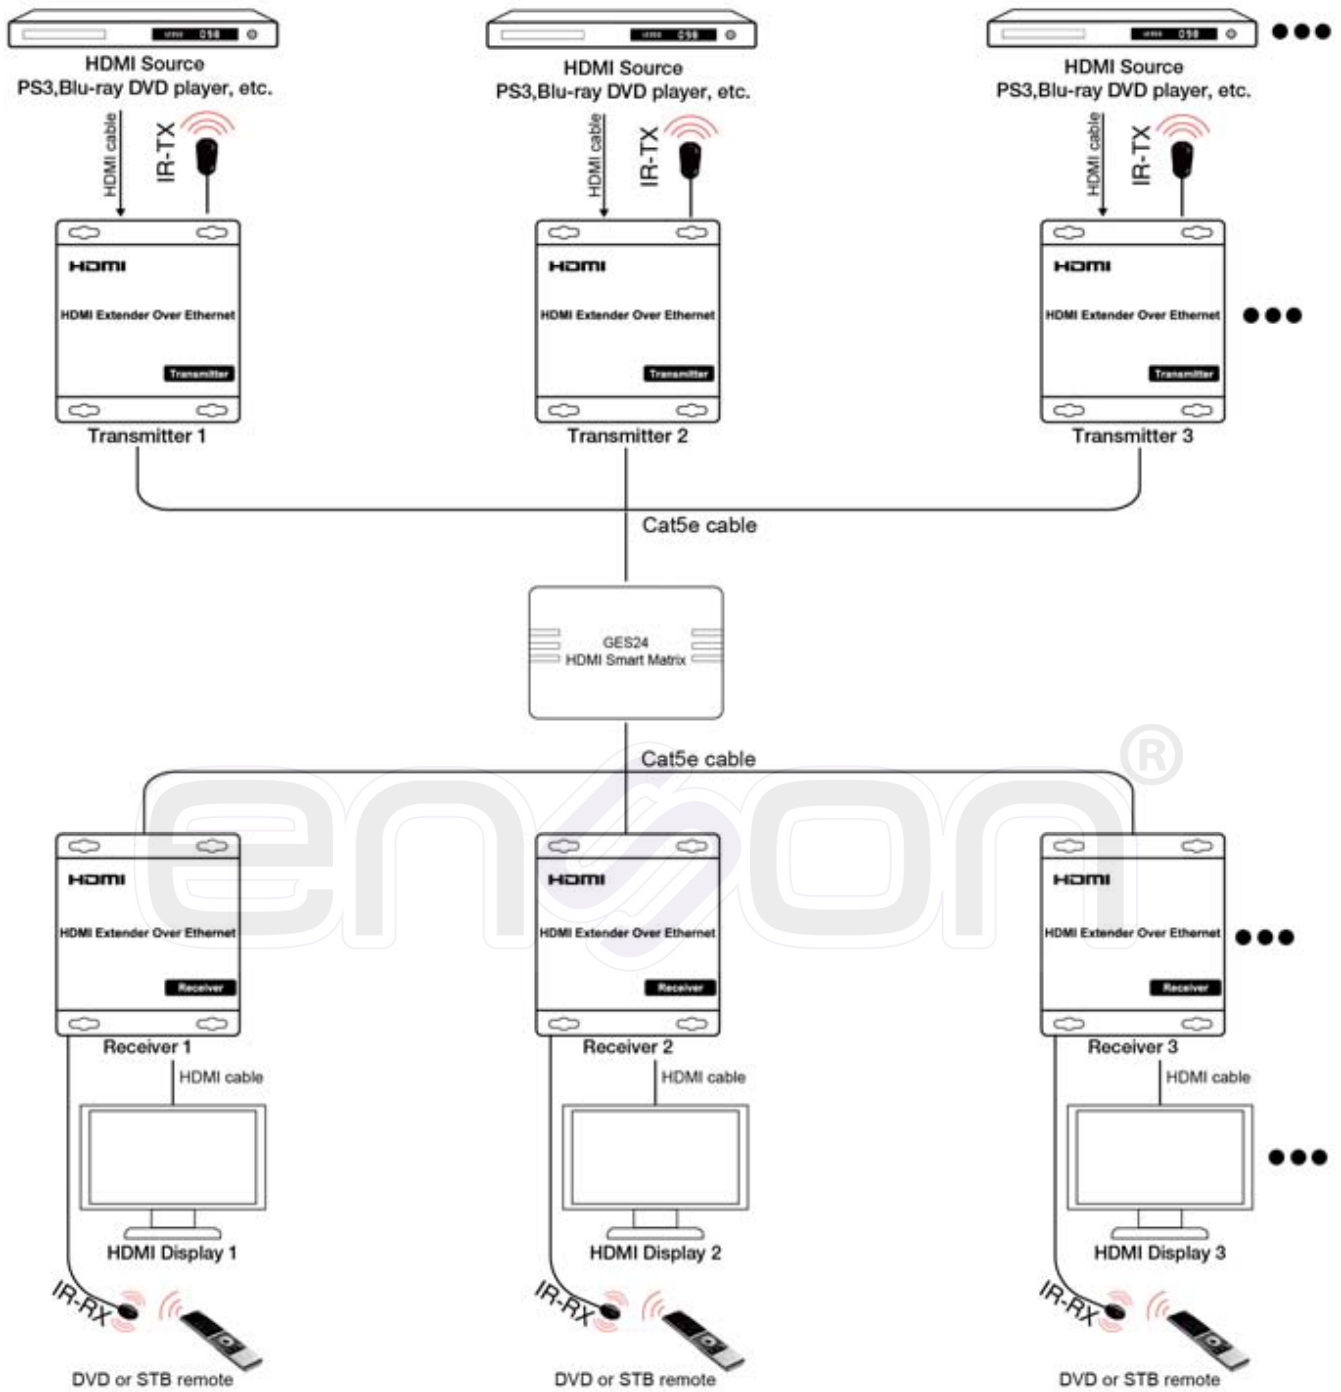 HDMI Source
PS3,Blu-ray DVD player, etc.
HDMI Source
PS3,Blu-ray DVD player, etc.
HDMI Source
PS3,Blu-ray DVD player, etc.
HDMI cable
IR-TX
HDMI cable
IR-TX
HDMI cable
IR-TX
HDMI
HDMI Extender Over Ethernet
Transmitter
Transmitter 1
HDMI
HDMI Extender Over Ethernet
Transmitter
Transmitter 2
HDMI
HDMI Extender Over Ethernet
Transmitter
Transmitter 3
Cat5e cable
GES24
HDMI Smart Matrix
Cat5e cable
enson®
HDMI
HDMI Extender Over Ethernet
Receiver
Receiver 1
HDMI
HDMI Extender Over Ethernet
Receiver
Receiver 2
HDMI
HDMI Extender Over Ethernet
Receiver
Receiver 3
HDMI cable
HDMI cable
HDMI cable
HDMI Display 1
HDMI Display 2
HDMI Display 3
IR-RX
IR-RX
IR-RX
DVD or STB remote
DVD or STB remote
DVD or STB remote